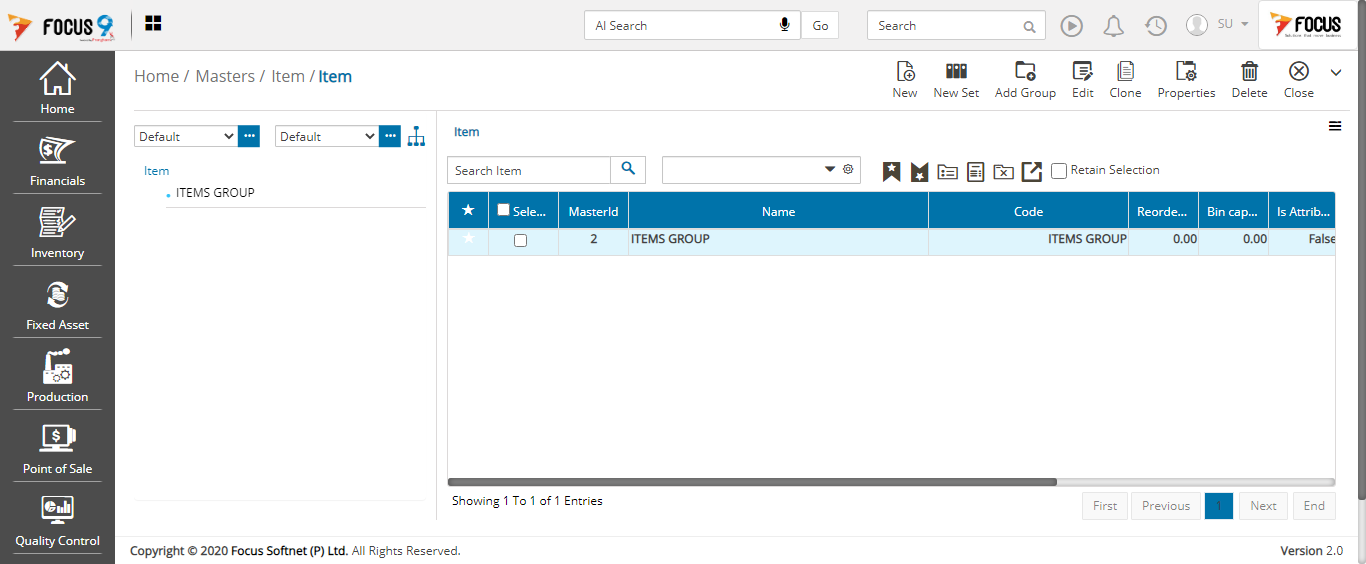 FOCUS 9
AI Search
Go
Search
SU
FOCUS
Home
Financials
Inventory
Fixed Asset
Production
Point of Sale
Quality Control
Home / Masters / Item / Item
New
New Set
Add Group
Edit
Clone
Properties
Delete
Close
Default
Default
Item
ITEMS GROUP
Item
Search Item
Retain Selection
Sele... MasterId Name Code Reorde... Bin cap... Is Attrib...
2 ITEMS GROUP ITEMS GROUP 0.00 0.00 False
Showing 1 To 1 of 1 Entries
First Previous 1 Next End
Copyright © 2020 Focus Softnet (P) Ltd. All Rights Reserved.
Version 2.0